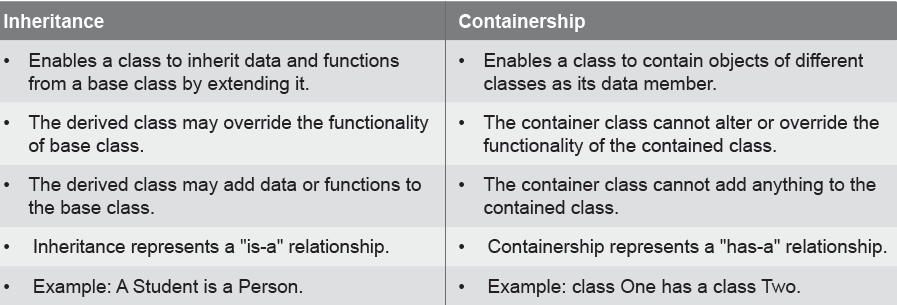 Inheritance
Containership
• Enables a class to inherit data and functions
from a base class by extending it.
• Enables a class to contain objects of different
classes as its data member.
• The derived class may override the functionality
of base class.
• The container class cannot alter or override the
functionality of the contained class.
• The derived class may add data or functions to
the base class.
• The container class cannot add anything to the
contained class.
• Inheritance represents a "is-a" relationship.
• Containership represents a "has-a" relationship.
• Example: A Student is a Person.
• Example: class One has a class Two.